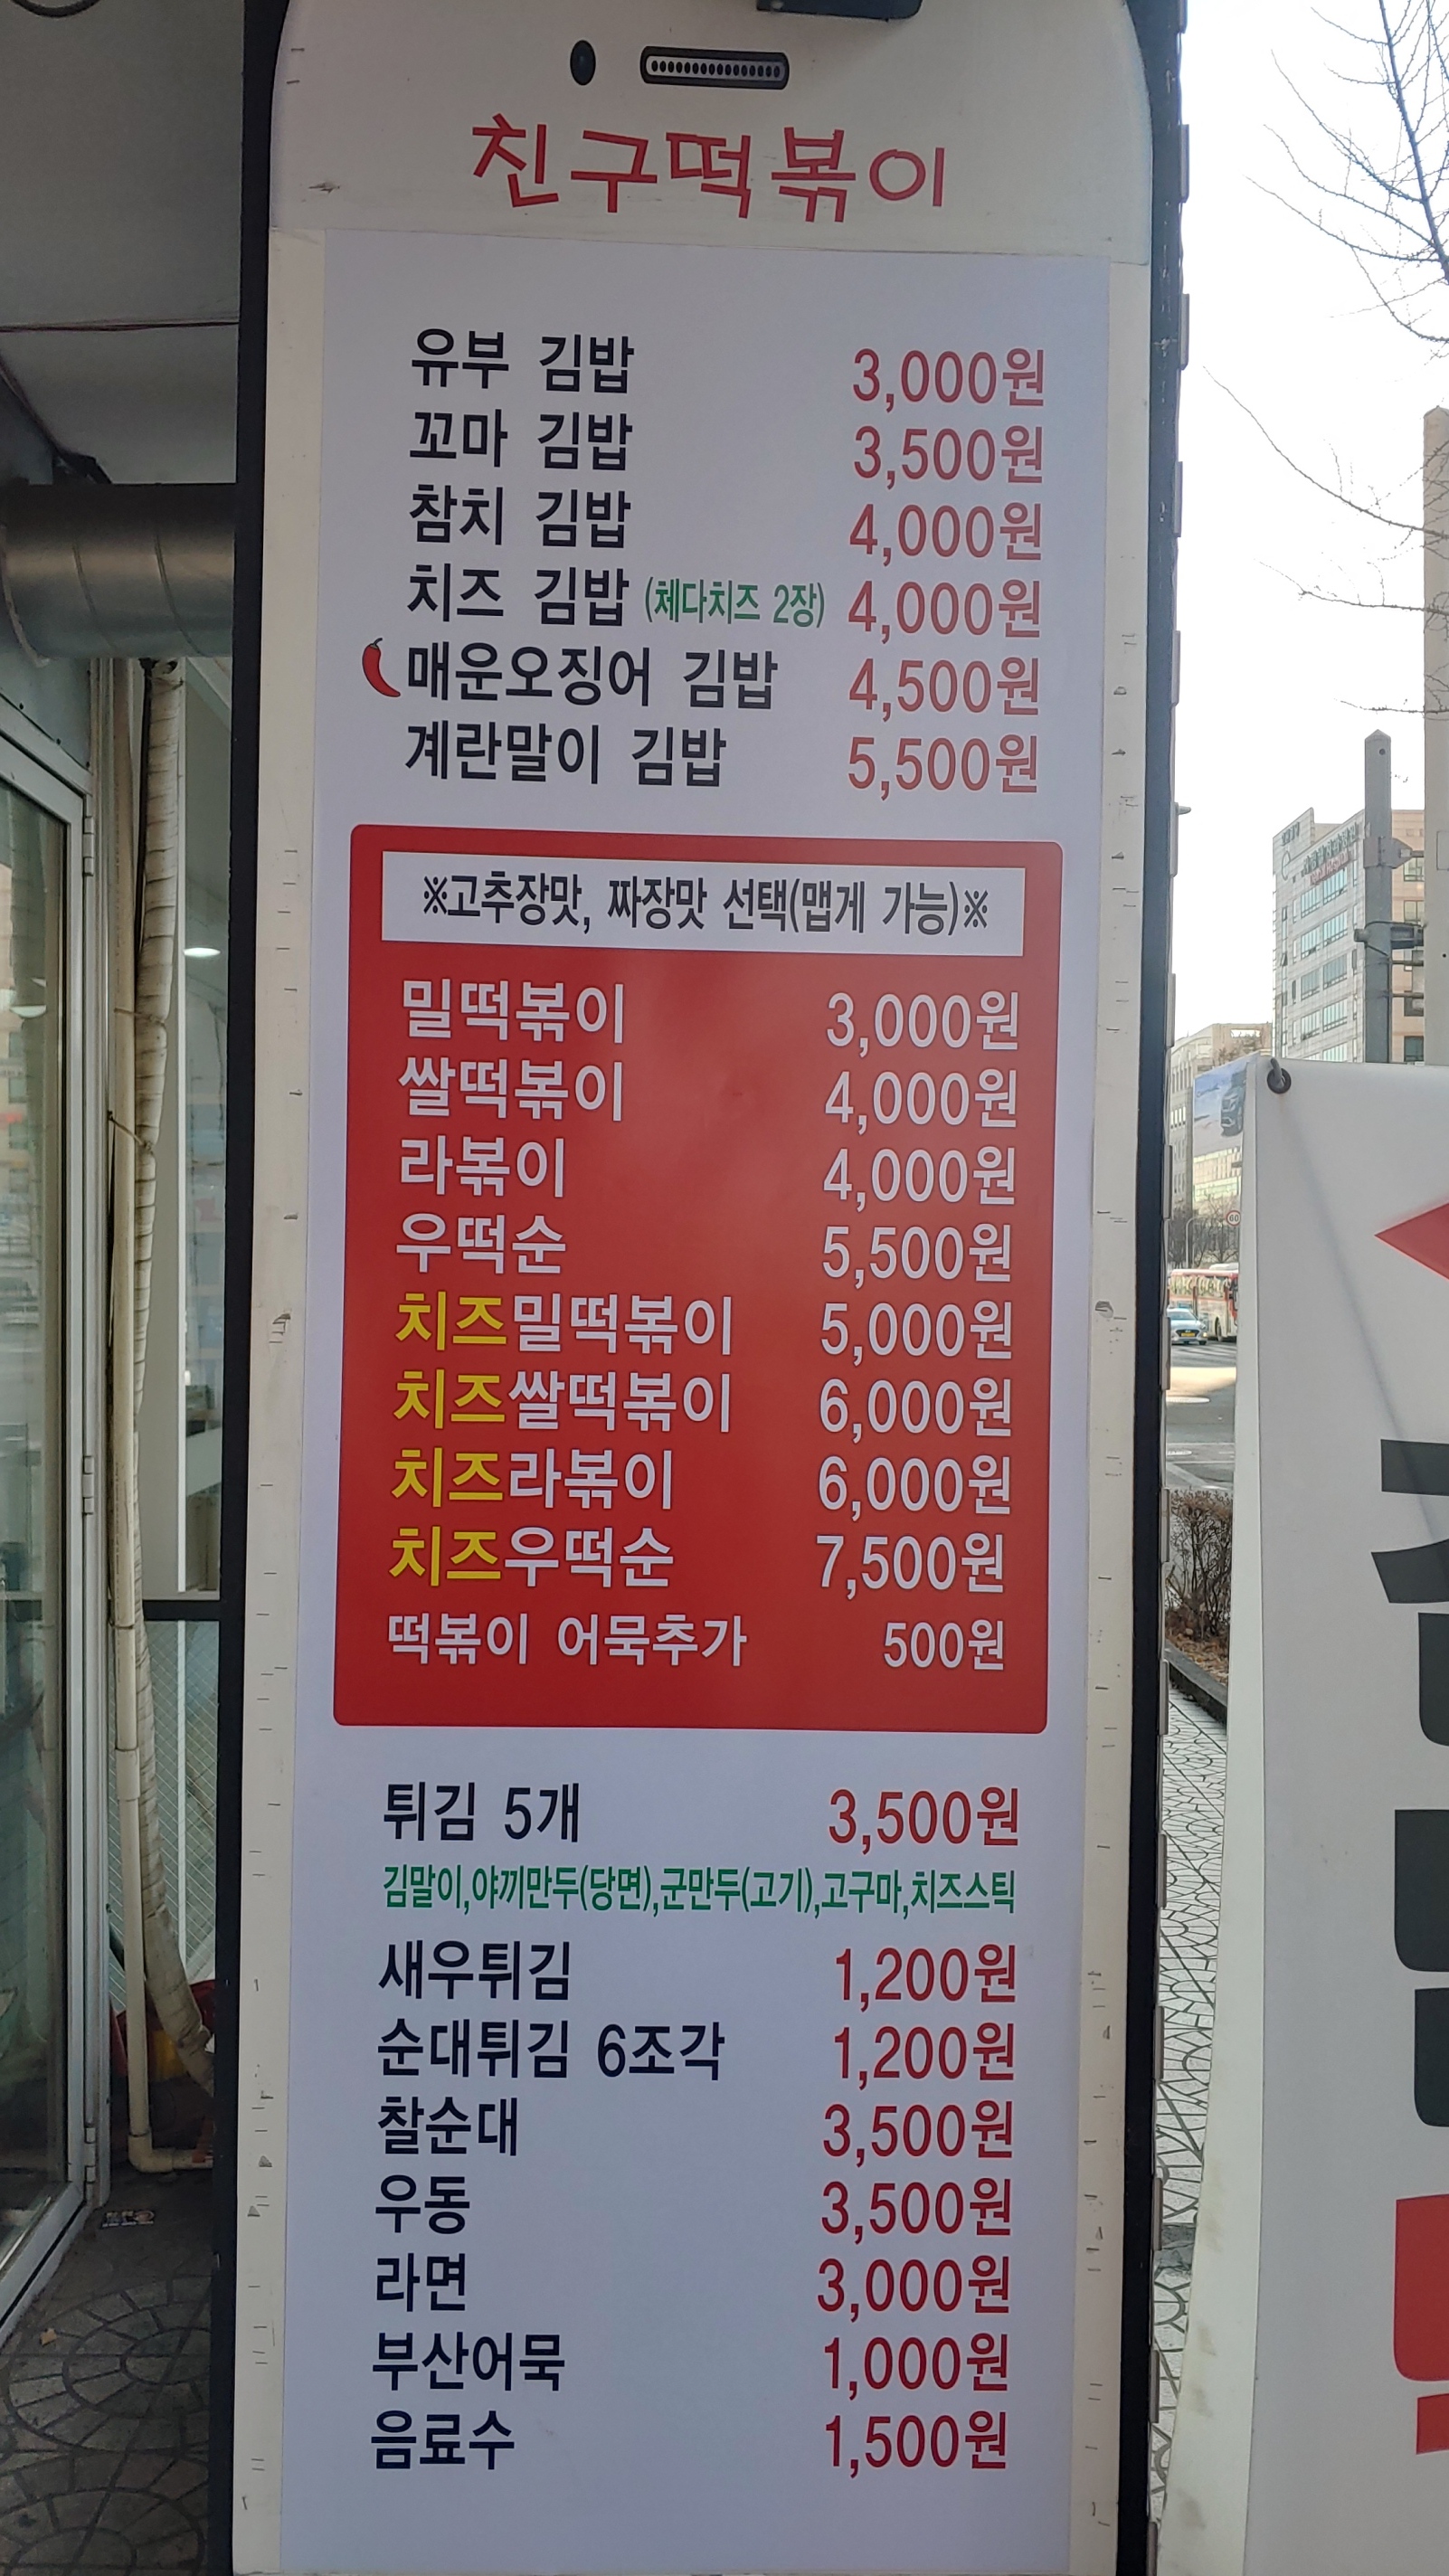 친구떡볶이
유부 김밥 3,000원
꼬마 김밥 3,500원
참치 김밥 4,000원
치즈 김밥 (체다치즈 2장) 4,000원
매운오징어 김밥 4,500원
계란말이 김밥 5,500원
※고추장맛, 짜장맛 선택(맵게 가능)※
밀떡볶이 3,000원
쌀떡볶이 4,000원
라볶이 4,000원
우떡순 5,500원
치즈밀떡볶이 5,000원
치즈쌀떡볶이 6,000원
치즈라볶이 6,000원
치즈우떡순 7,500원
떡볶이 어묵추가 500원
튀김 5개 3,500원
김말이,야끼만두(당면),군만두(고기),고구마,치즈스틱
새우튀김 1,200원
순대튀김 6조각 1,200원
찰순대 3,500원
우동 3,500원
라면 3,000원
부산어묵 1,000원
음료수 1,500원
60